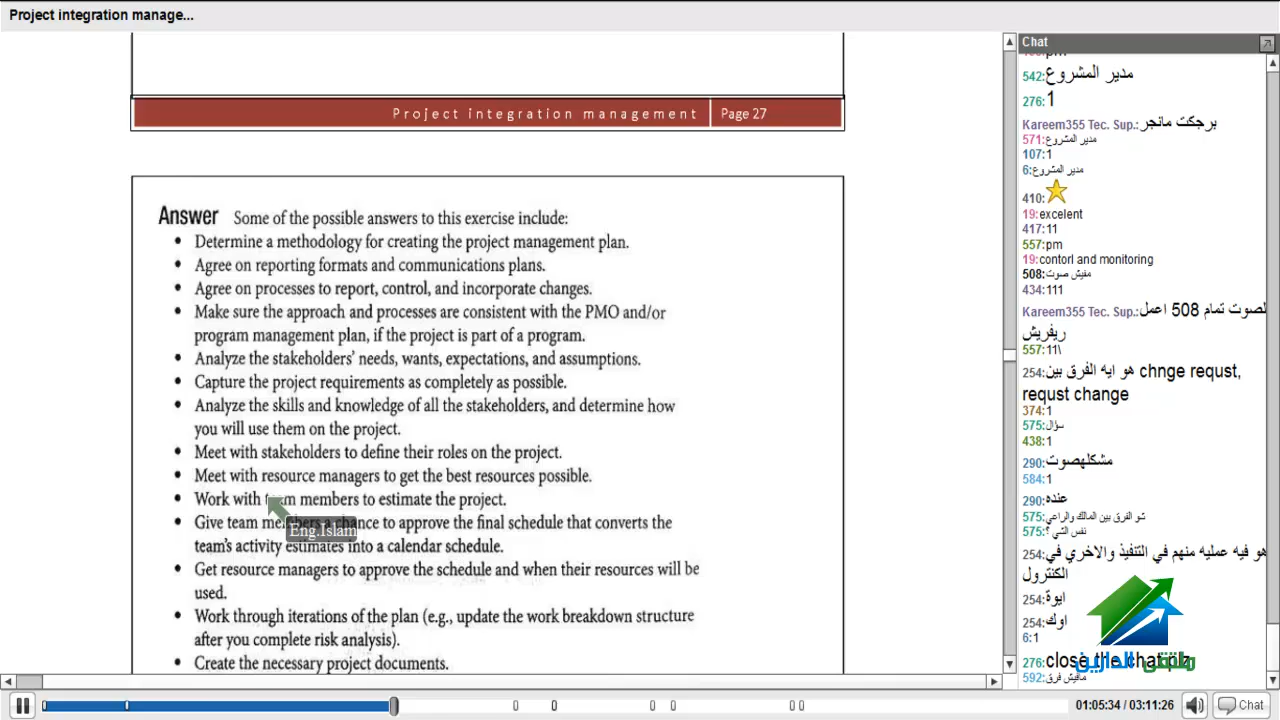 Project integration manage...
Project integration management Page 27
Answer Some of the possible answers to this exercise include:
• Determine a methodology for creating the project management plan.
• Agree on reporting formats and communications plans.
• Agree on processes to report, control, and incorporate changes.
• Make sure the approach and processes are consistent with the PMO and/or
program management plan, if the project is part of a program.
• Analyze the stakeholders' needs, wants, expectations, and assumptions.
• Capture the project requirements as completely as possible.
• Analyze the skills and knowledge of all the stakeholders, and determine how
you will use them on the project.
• Meet with stakeholders to define their roles on the project.
• Meet with resource managers to get the best resources possible.
• Work with team members to estimate the project.
• Give team members a chance to approve the final schedule that converts the
Eng.Islam
team's activity estimates into a calendar schedule.
• Get resource managers to approve the schedule and when their resources will be
used.
• Work through iterations of the plan (e.g., update the work breakdown structure
after you complete risk analysis).
• Create the necessary project documents.
Chat
542: مدير المشروع
276: 1
Kareem355 Tec. Sup.: برجكت مانجر
571: مدير المشروع
107: 1
6: مدير المشروع
410:
19: excelent
417: 11
557: pm
19: contorl and monitoring
508: مفيش صوت
434: 111
Kareem355 Tec. Sup.: لصوت تمام 508 اعمل
ريفريش
557: 11\
254: هو ايه الفرق بين chnge requst,
requst change
374: 1
575: سؤال
438: 1
290: مشكلهصوت
584: 1
290: عنده
575: شو الفرق بين المالك والراعي
575: نفس الشي ؟
254: هو فيه عمليه منهم في التنفيذ والاخري في
الكنترول
254: ايوة
254: اوك
6: 1
276: close the chat plz
592: مافيش فرق
ملتقى الدارين
01:05:34 / 03:11:26
Chat